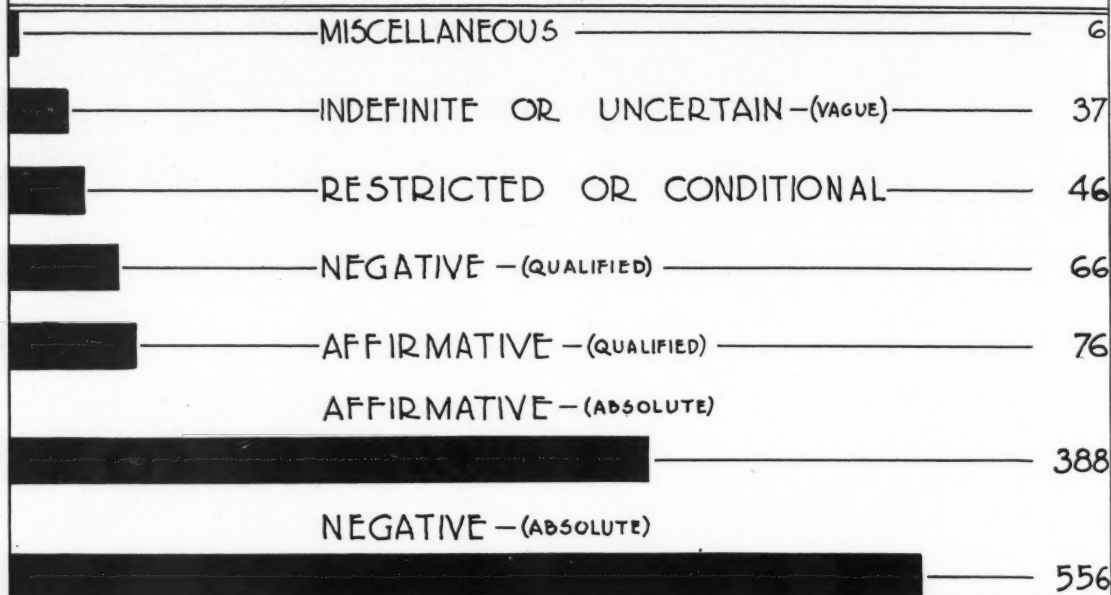 MISCELLANEOUS 6
INDEFINITE OR UNCERTAIN-(VAGUE) 37
RESTRICTED OR CONDITIONAL 46
NEGATIVE-(QUALIFIED) 66
AFFIRMATIVE-(QUALIFIED) 76
AFFIRMATIVE-(ABSOLUTE)
388
NEGATIVE-(ABSOLUTE)
556